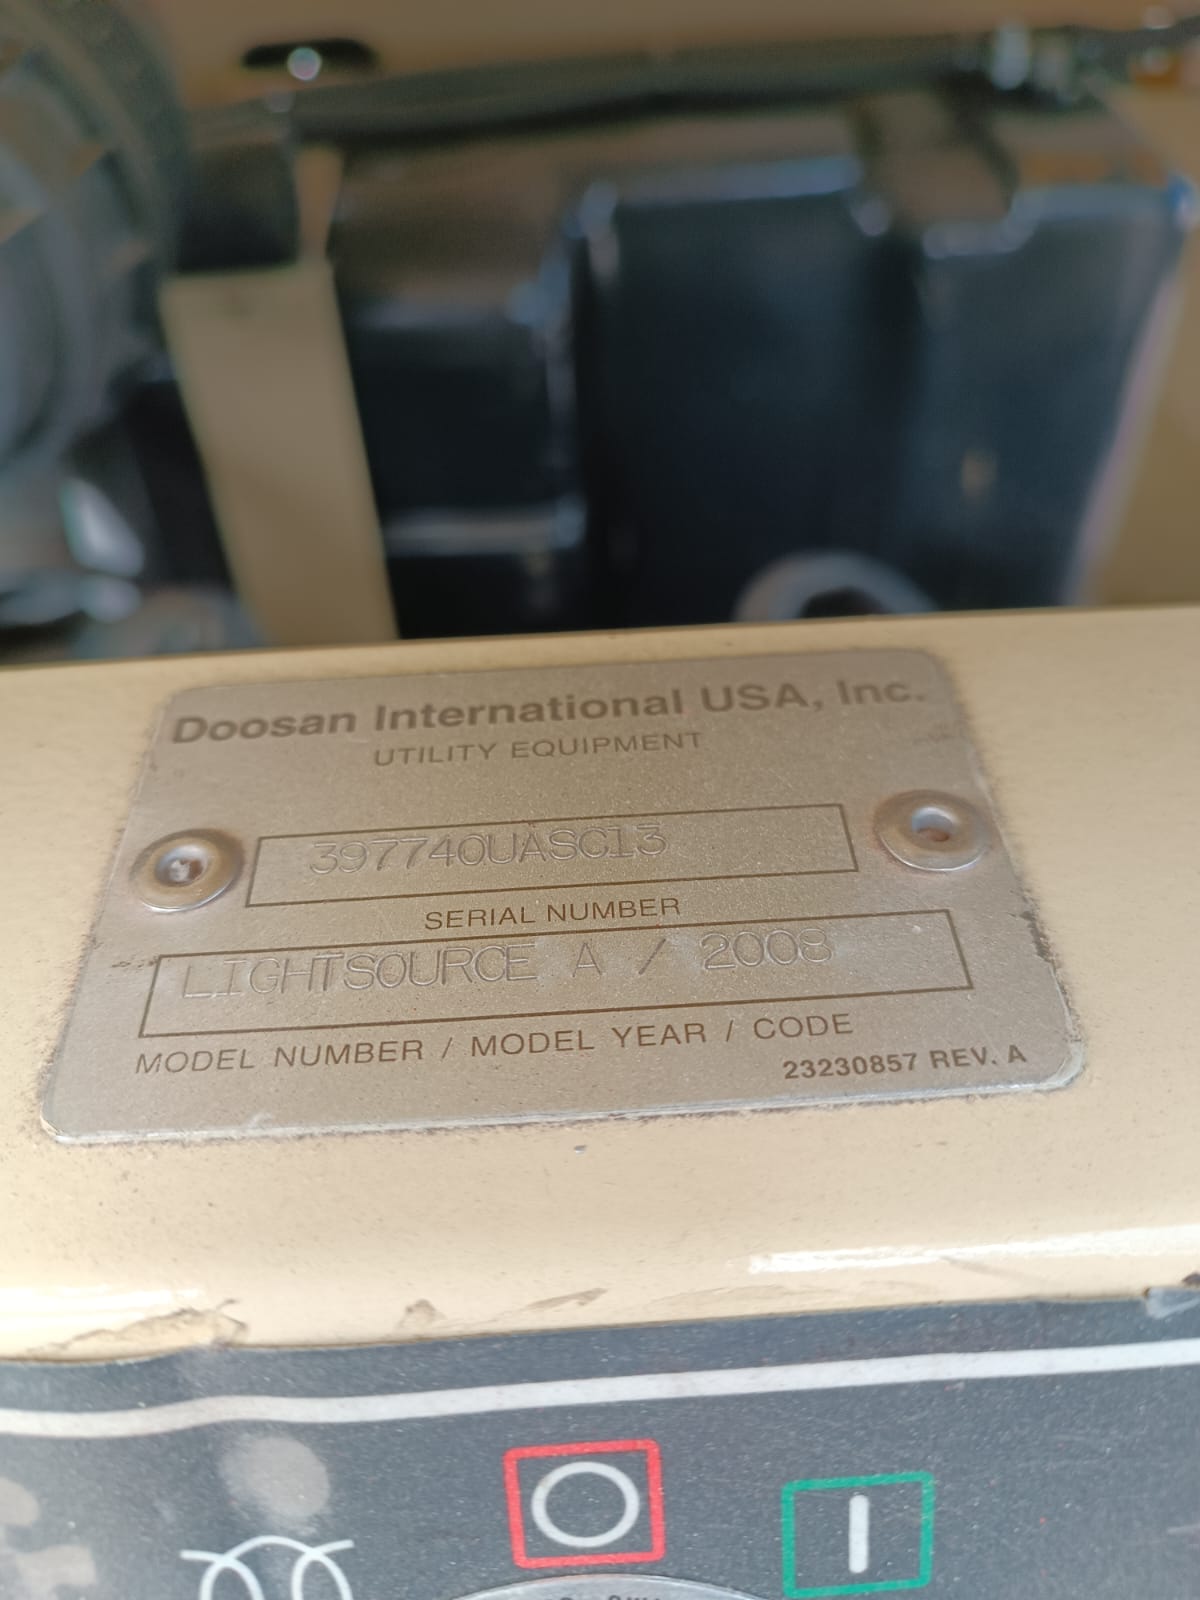 Doosan International USA, Inc.
UTILITY EQUIPMENT
397740UASC13
SERIAL NUMBER
LIGHTSOURCE A / 2008
MODEL NUMBER / MODEL YEAR / CODE
23230857 REV. A